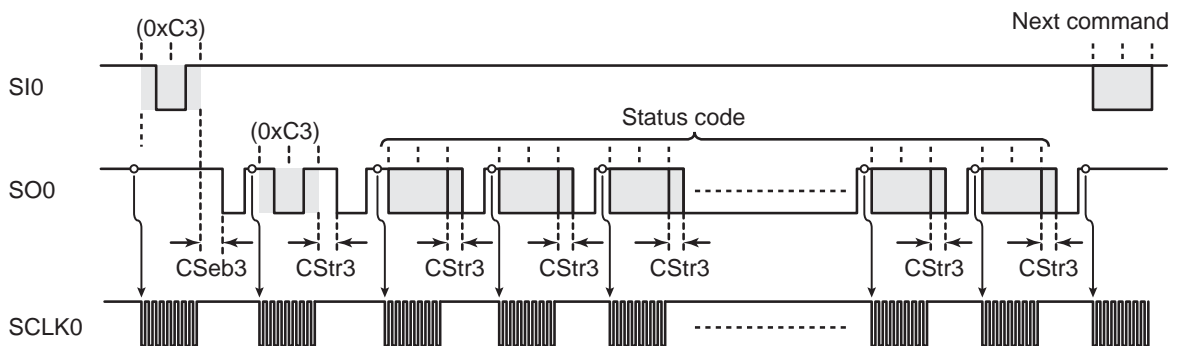 (0xC3)
Next command
SI0
(0xC3)
Status code
SO0
CSeb3 CStr3 CStr3 CStr3 CStr3 CStr3 CStr3
SCLK0